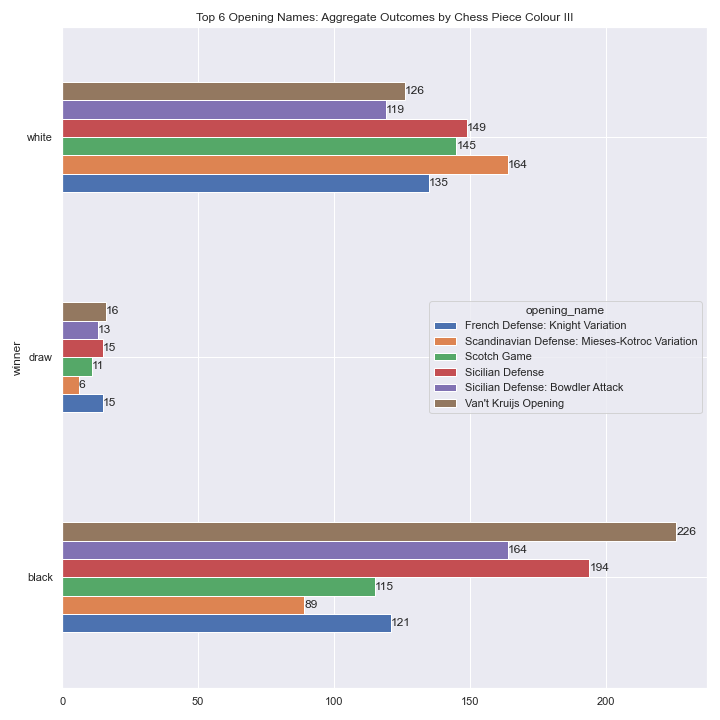 Top 6 Opening Names: Aggregate Outcomes by Chess Piece Colour III
126
119
149
white
145
164
135
16
13
15
draw
11
6
15
winner
opening_name
French Defense: Knight Variation
Scandinavian Defense: Mieses-Kotroc Variation
Scotch Game
Sicilian Defense
Sicilian Defense: Bowdler Attack
Van't Kruijs Opening
226
164
194
black
115
89
121
0
50
100
150
200